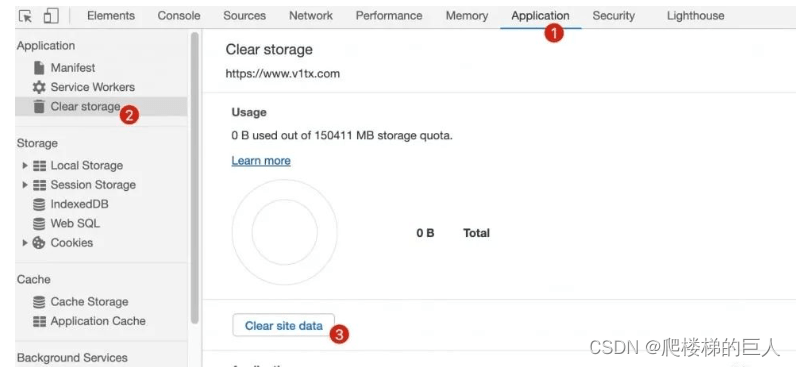 Elements Console Sources Network Performance Memory Application Security Lighthouse
1
Application
Manifest
Service Workers
Clear storage
2
Storage
Local Storage
Session Storage
IndexedDB
Web SQL
Cookies
Cache
Cache Storage
Application Cache
Background Services
Clear storage
https://www.v1tx.com
Usage
0 B used out of 150411 MB storage quota.
Learn more
0 B Total
Clear site data
3
CSDN @爬楼梯的巨人